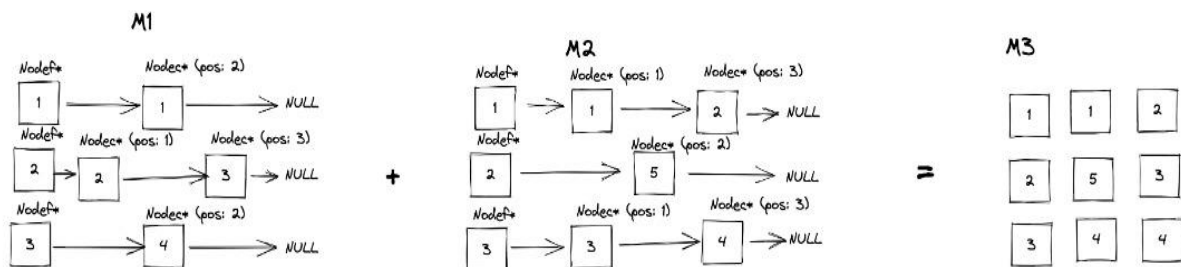 M1
Nodef* Nodec* (pos: 2)
1 1 NULL
Nodef* Nodec* (pos: 1) Nodec* (pos: 3)
2 2 3 NULL
Nodef* Nodec* (pos: 2)
3 4 NULL
+
M2
Nodef* Nodec* (pos: 1) Nodec* (pos: 3)
1 1 2 NULL
Nodef* Nodec* (pos: 2)
2 5 NULL
Nodef* Nodec* (pos: 1) Nodec* (pos: 3)
3 3 4 NULL
=
M3
1 1 2
2 5 3
3 4 4